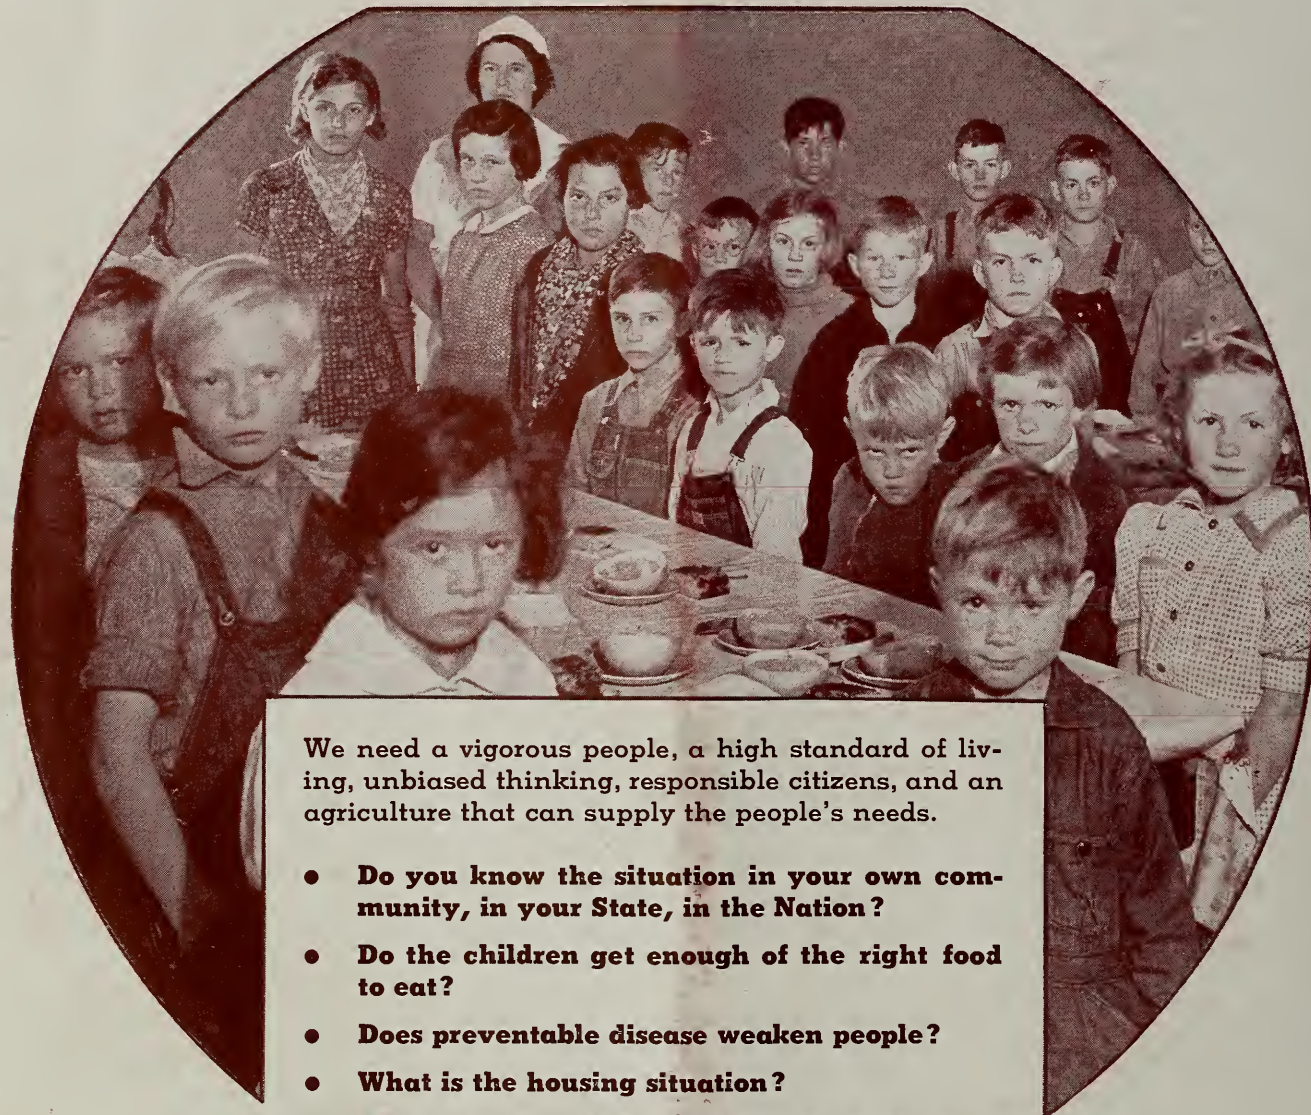 We need a vigorous people, a high standard of liv-
ing, unbiased thinking, responsible citizens, and an
agriculture that can supply the people's needs.
● Do you know the situation in your own com-
munity, in your State, in the Nation?
● Do the children get enough of the right food
to eat?
● Does preventable disease weaken people?
● What is the housing situation?